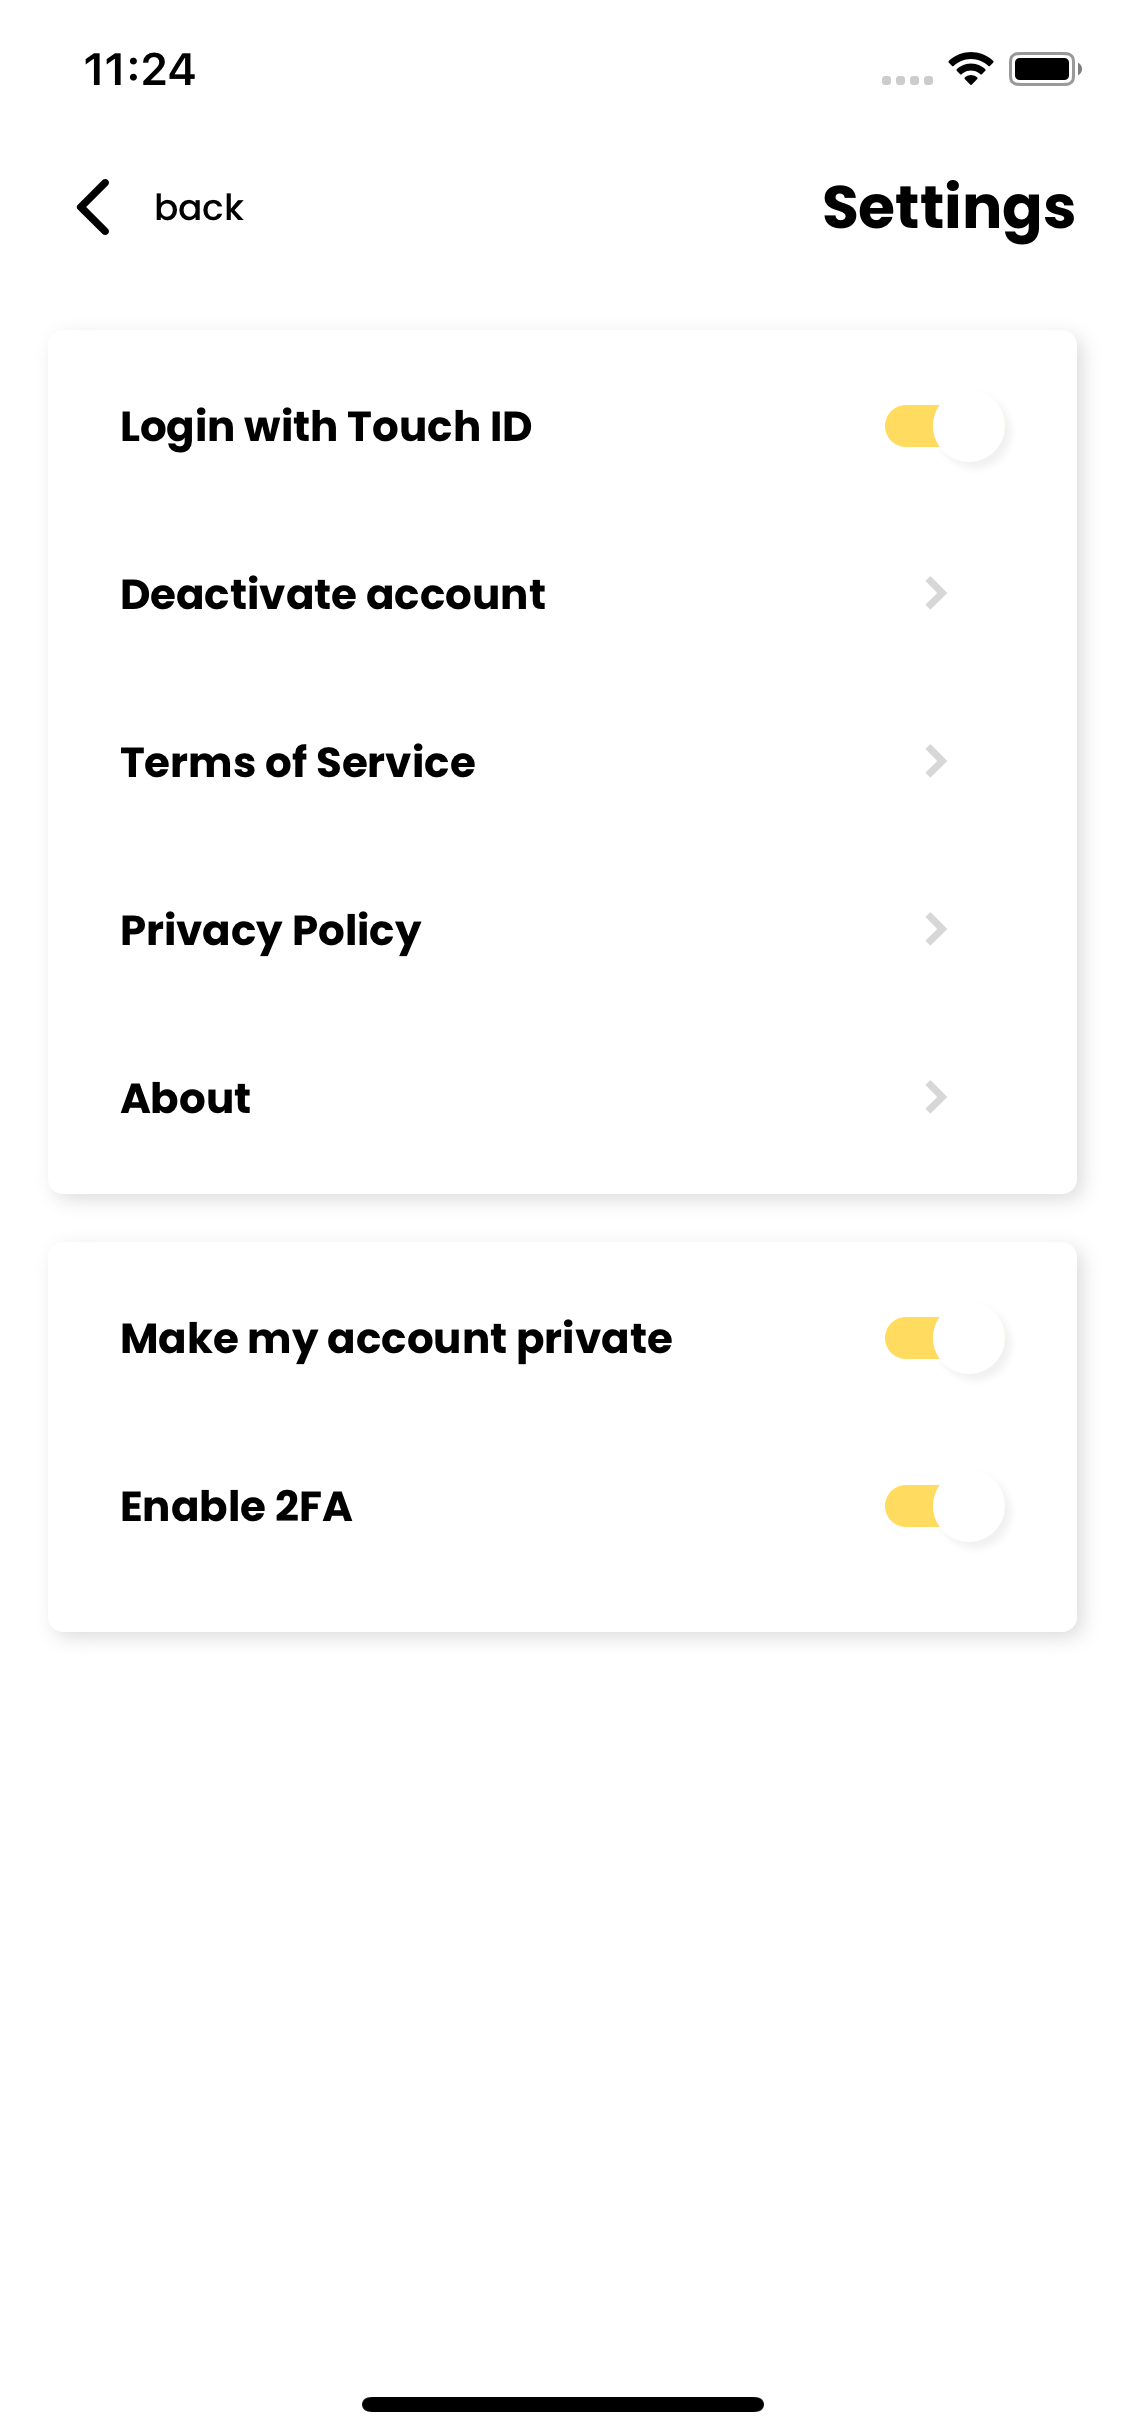 11:24
back
Settings
Login with Touch ID
Deactivate account
Terms of Service
Privacy Policy
About
Make my account private
Enable 2FA